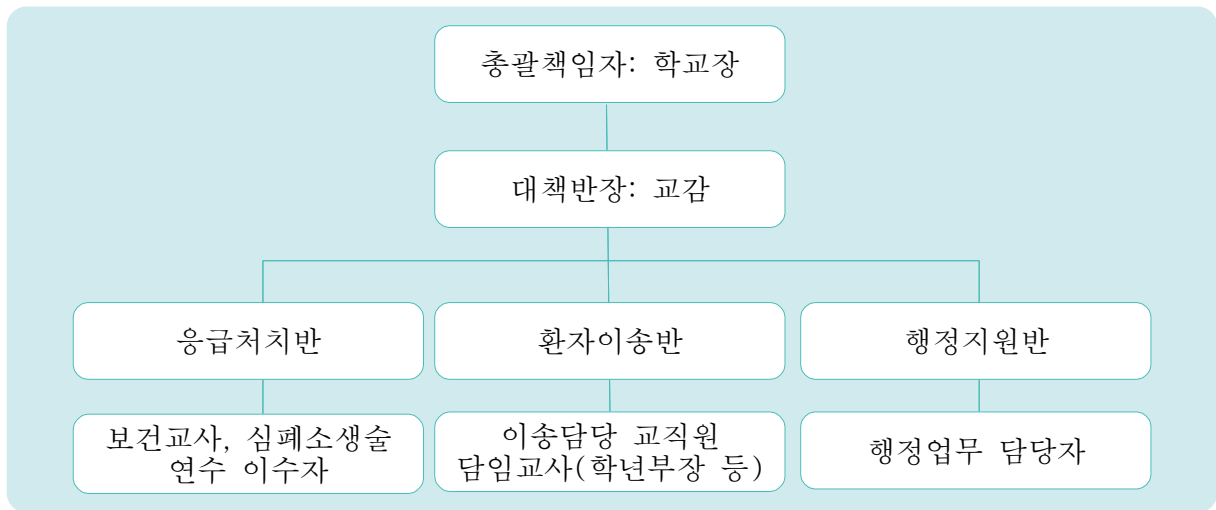 총괄책임자: 학교장
대책반장: 교감
응급처치반
환자이송반
행정지원반
보건교사, 심폐소생술
연수 이수자
이송담당 교직원
담임교사(학년부장 등)
행정업무 담당자